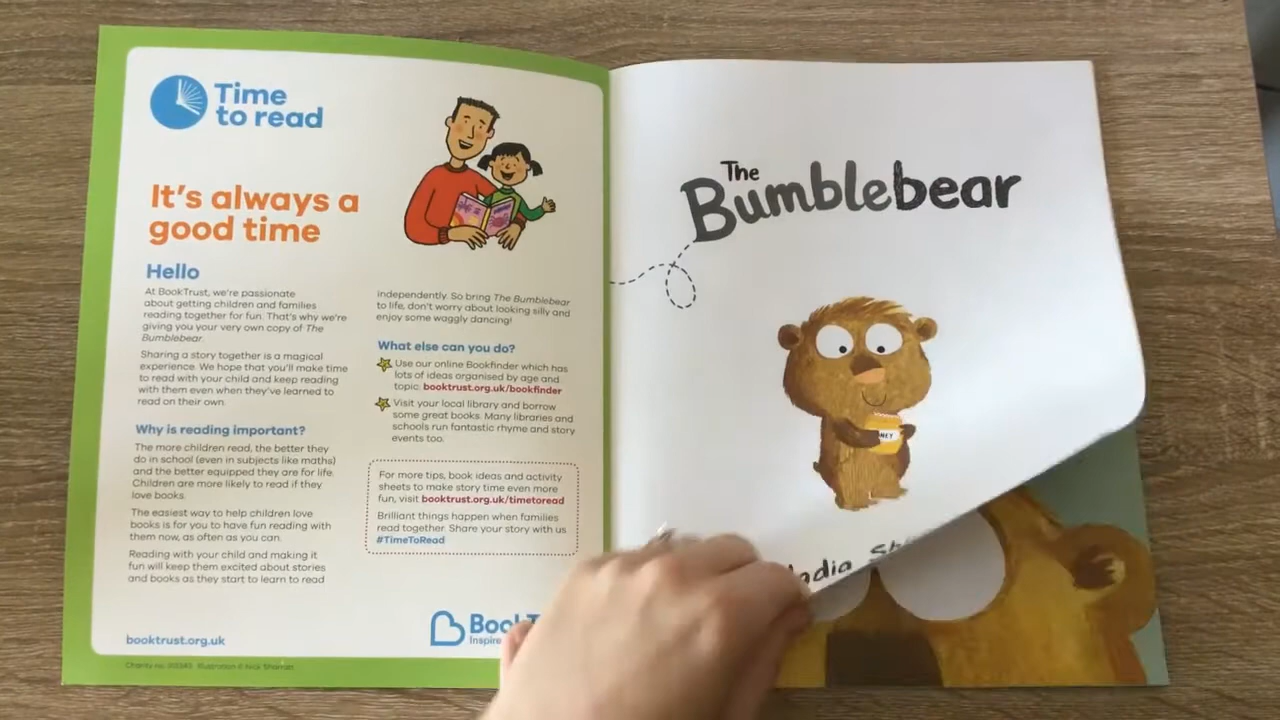 Time
to read
It's always a
good time
Hello
At BookTrust, we're passionate
about getting children and families
reading together for fun. That's why we're
giving you your very own copy of The
Bumblebear.
Sharing a story together is a magical
experience. We hope that you'll make time
to read with your child and keep reading
with them even when they've learned to
read on their own.
Why is reading important?
The more children read, the better they
do in school (even in subjects like maths)
and the better equipped they are for life.
Children are more likely to read if they
love books.
The easiest way to help children love
books is for you to have fun reading with
them now, as often as you can.
Reading with your child and making it
fun will keep them excited about stories
and books as they start to learn to read
independently. So bring The Bumblebear
to life, don't worry about looking silly and
enjoy some waggly dancing!
What else can you do?
Use our online Bookfinder which has
lots of ideas organised by age and
topic: booktrust.org.uk/bookfinder
Visit your local library and borrow
some great books. Many libraries and
schools run fantastic rhyme and story
events too.
For more tips, book ideas and activity
sheets to make story time even more
fun, visit booktrust.org.uk/timetoread
Brilliant things happen when families
read together. Share your story with us
#TimeToRead
booktrust.org.uk
The
Bumblebear